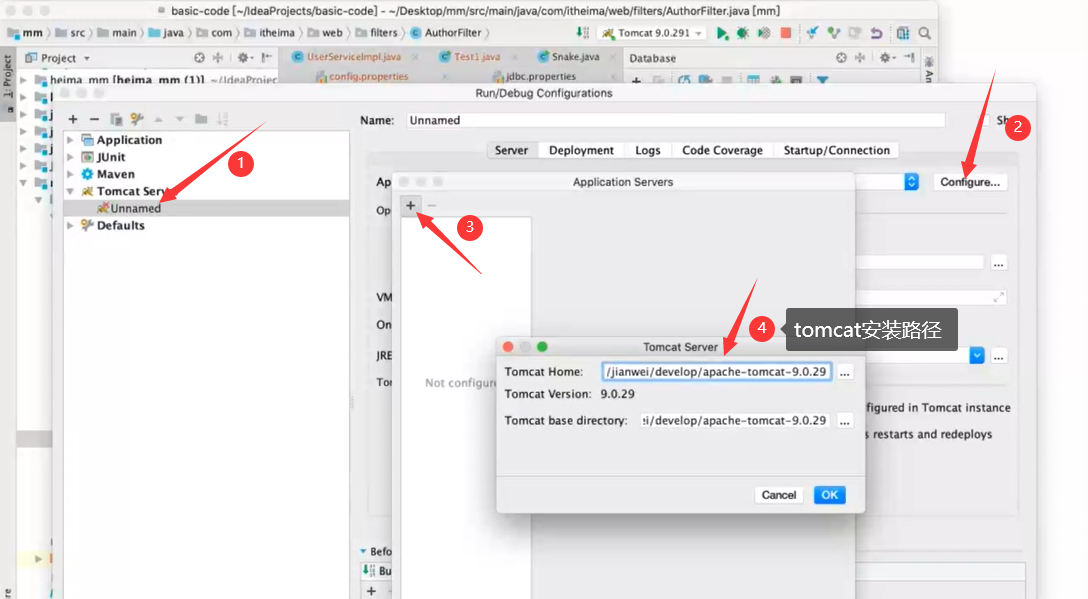 basic-code [~/IdeaProjects/basic-code] - ~/Desktop/mm/src/main/java/com/itheima/web/filters/AuthorFilter.java [mm]
mm src main java com itheima web filters AuthorFilter Tomcat 9.0.291
1: Project
Project UserServiceImpl.java Test1.java Snake.java Database
heima_mm [heima_mm (1)] ~/IdeaProjec config.properties jdbc.properties
Run/Debug Configurations
Name: Unnamed Sh
2
Application
JUnit
Maven
Tomcat Serv
Unnamed
Defaults
1
Server Deployment Logs Code Coverage Startup/Connection
Ap Configure...
Application Servers
Op
3
VM
On
JRE
Tor
Not configur
4 tomcat安装路径
Tomcat Server
Tomcat Home: /jianwei/develop/apache-tomcat-9.0.29 ...
Tomcat Version: 9.0.29
Tomcat base directory: ei/develop/apache-tomcat-9.0.29 ...
Cancel OK
figured in Tomcat instance
s restarts and redeploys
Befo
Bu